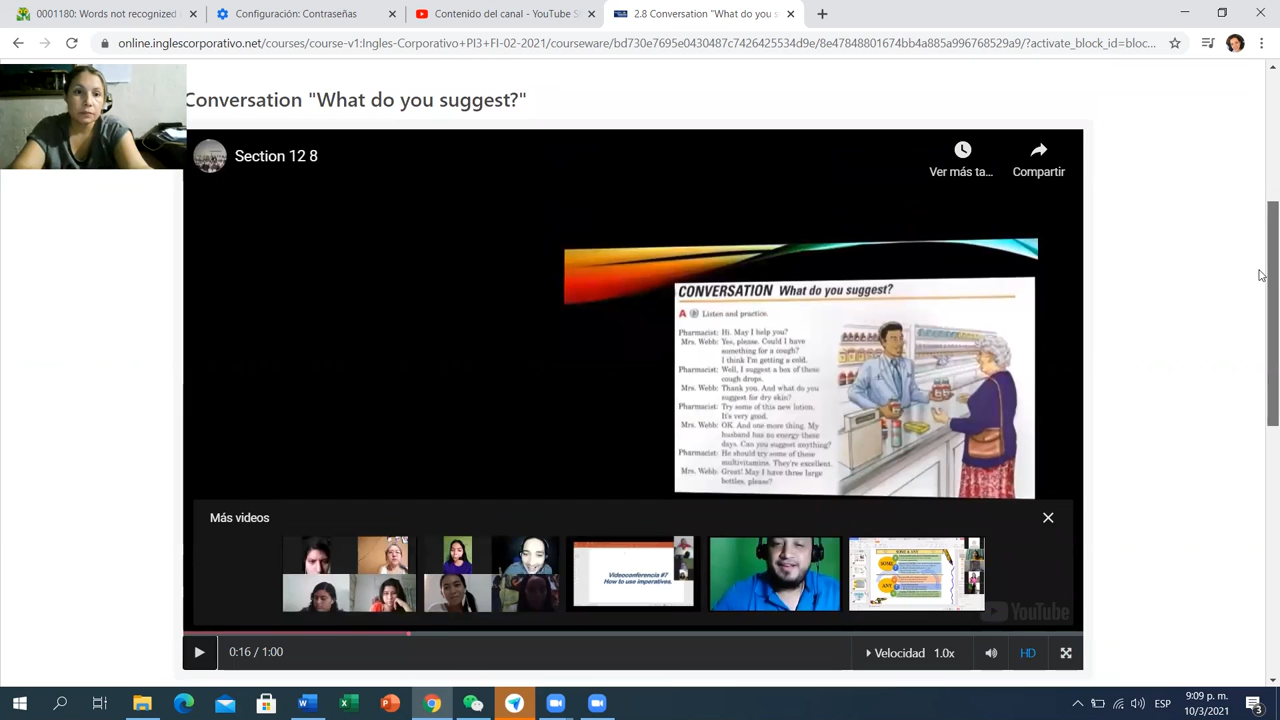 0001180: Words not recognized
Configuración: Contraseñ
Contenido del canal - YouTube S
2.8 Conversation "What do you s
online.inglescorporativo.net/courses/course-v1:Ingles-Corporativo+PI3+FI-02-2021/courseware/bd730e7695e0430487c7426425534d9e/8e47848801674bb4a885a996768529a9/?activate_block_id=bloc...
Conversation "What do you suggest?"
Section 12 8
Ver más ta...
Compartir
CONVERSATION What do you suggest?
A Listen and practice.
Pharmacist: Hi. May I help you?
Mrs. Webb: Yes, please. Could I have
something for a cough?
I think I'm getting a cold.
Pharmacist: Well, I suggest a box of these
cough drops.
Mrs. Webb: Thank you. And what do you
suggest for dry skin?
Pharmacist: Try some of this new lotion.
It's very good.
Mrs. Webb: OK. And one more thing. My
husband has no energy these
days. Can you suggest anything?
Pharmacist: He should try some of these
multivitamins. They're excellent.
Mrs. Webb: Great! May I have three large
bottles, please?
Más videos
Videoconferencia #7
How to use imperatives.
SOME & ANY
SOME
ANY
YouTube
0:16 / 1:00
Velocidad 1.0x
HD
ESP
9:09 p. m.
10/3/2021
3